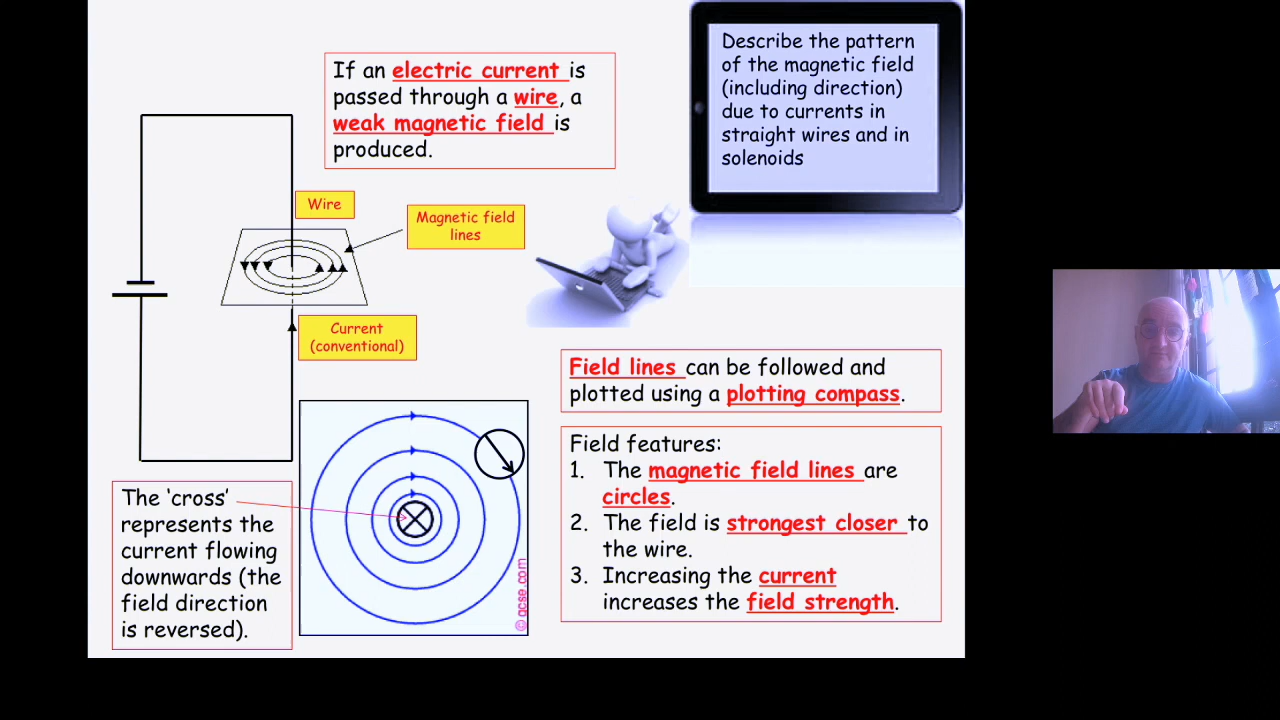 If an electric current is
passed through a wire, a
weak magnetic field is
produced.
Describe the pattern
of the magnetic field
(including direction)
due to currents in
straight wires and in
solenoids
Wire
Magnetic field
lines
Current
(conventional)
Field lines can be followed and
plotted using a plotting compass.
Field features:
1. The magnetic field lines are
circles.
2. The field is strongest closer to
the wire.
3. Increasing the current
increases the field strength.
The ‘cross’
represents the
current flowing
downwards (the
field direction
is reversed).
© gcse.com